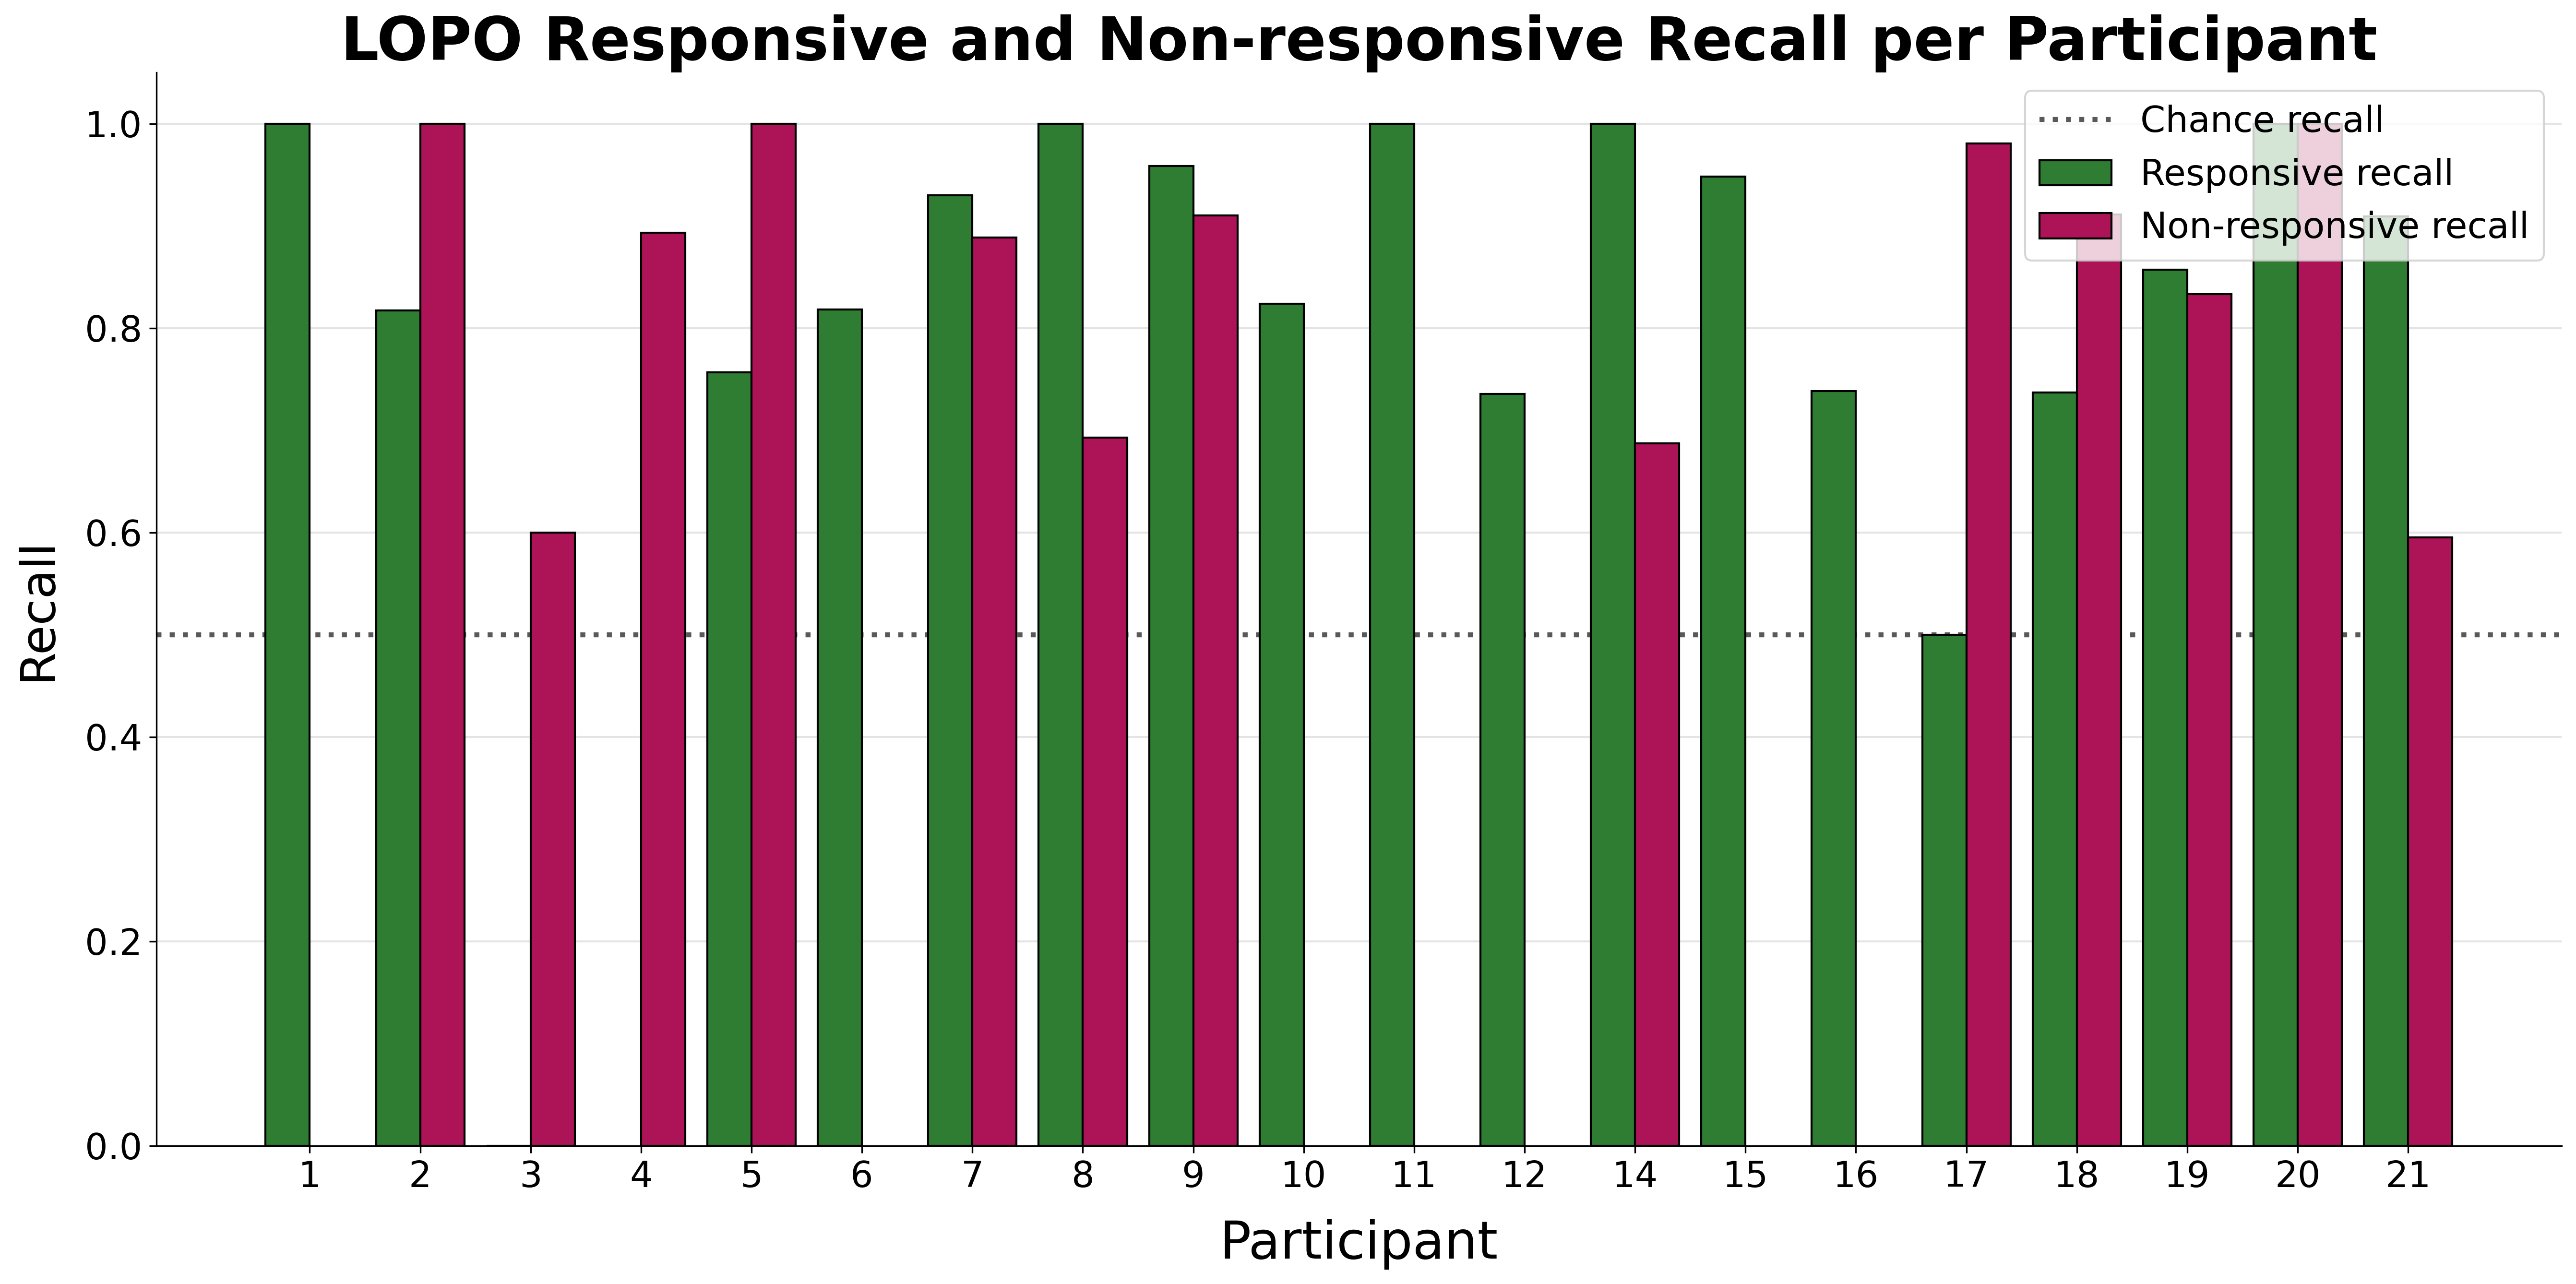 LOPO Responsive and Non-responsive Recall per Participant
Chance recall
Responsive recall
Non-responsive recall
Recall
1.0
0.8
0.6
0.4
0.2
0.0
1 2 3 4 5 6 7 8 9 10 11 12 14 15 16 17 18 19 20 21
Participant